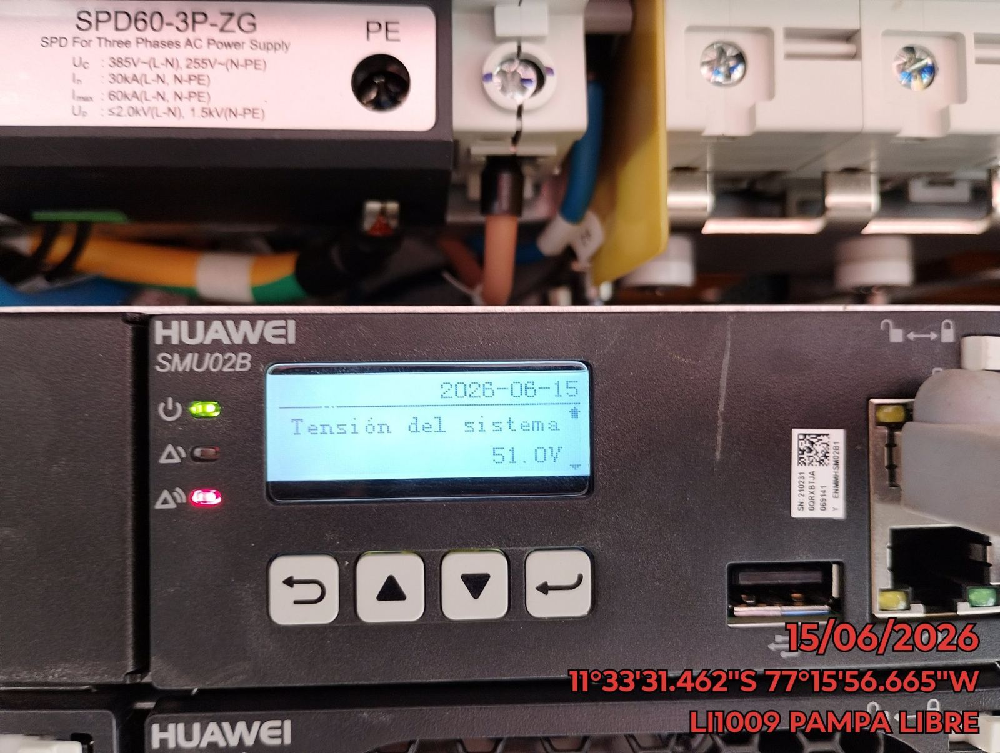 SPD60-3P-ZG
SPD For Three Phases AC Power Supply
PE
Uc : 385V~(L-N), 255V~(N-PE)
In : 30kA(L-N, N-PE)
Imax : 60kA(L-N, N-PE)
Up : ≤2.0kV(L-N), 1.5kV(N-PE)
N
HUAWEI
SMU02B
2026-06-15
Tensión del sistema
51.0V
SN 210231
0QRXBTJA
069141
Y ENMMHSM02B1
15/06/2026
11°33'31.462"S 77°15'56.665"W
LI1009 PAMPA LIBRE
HUAWEI